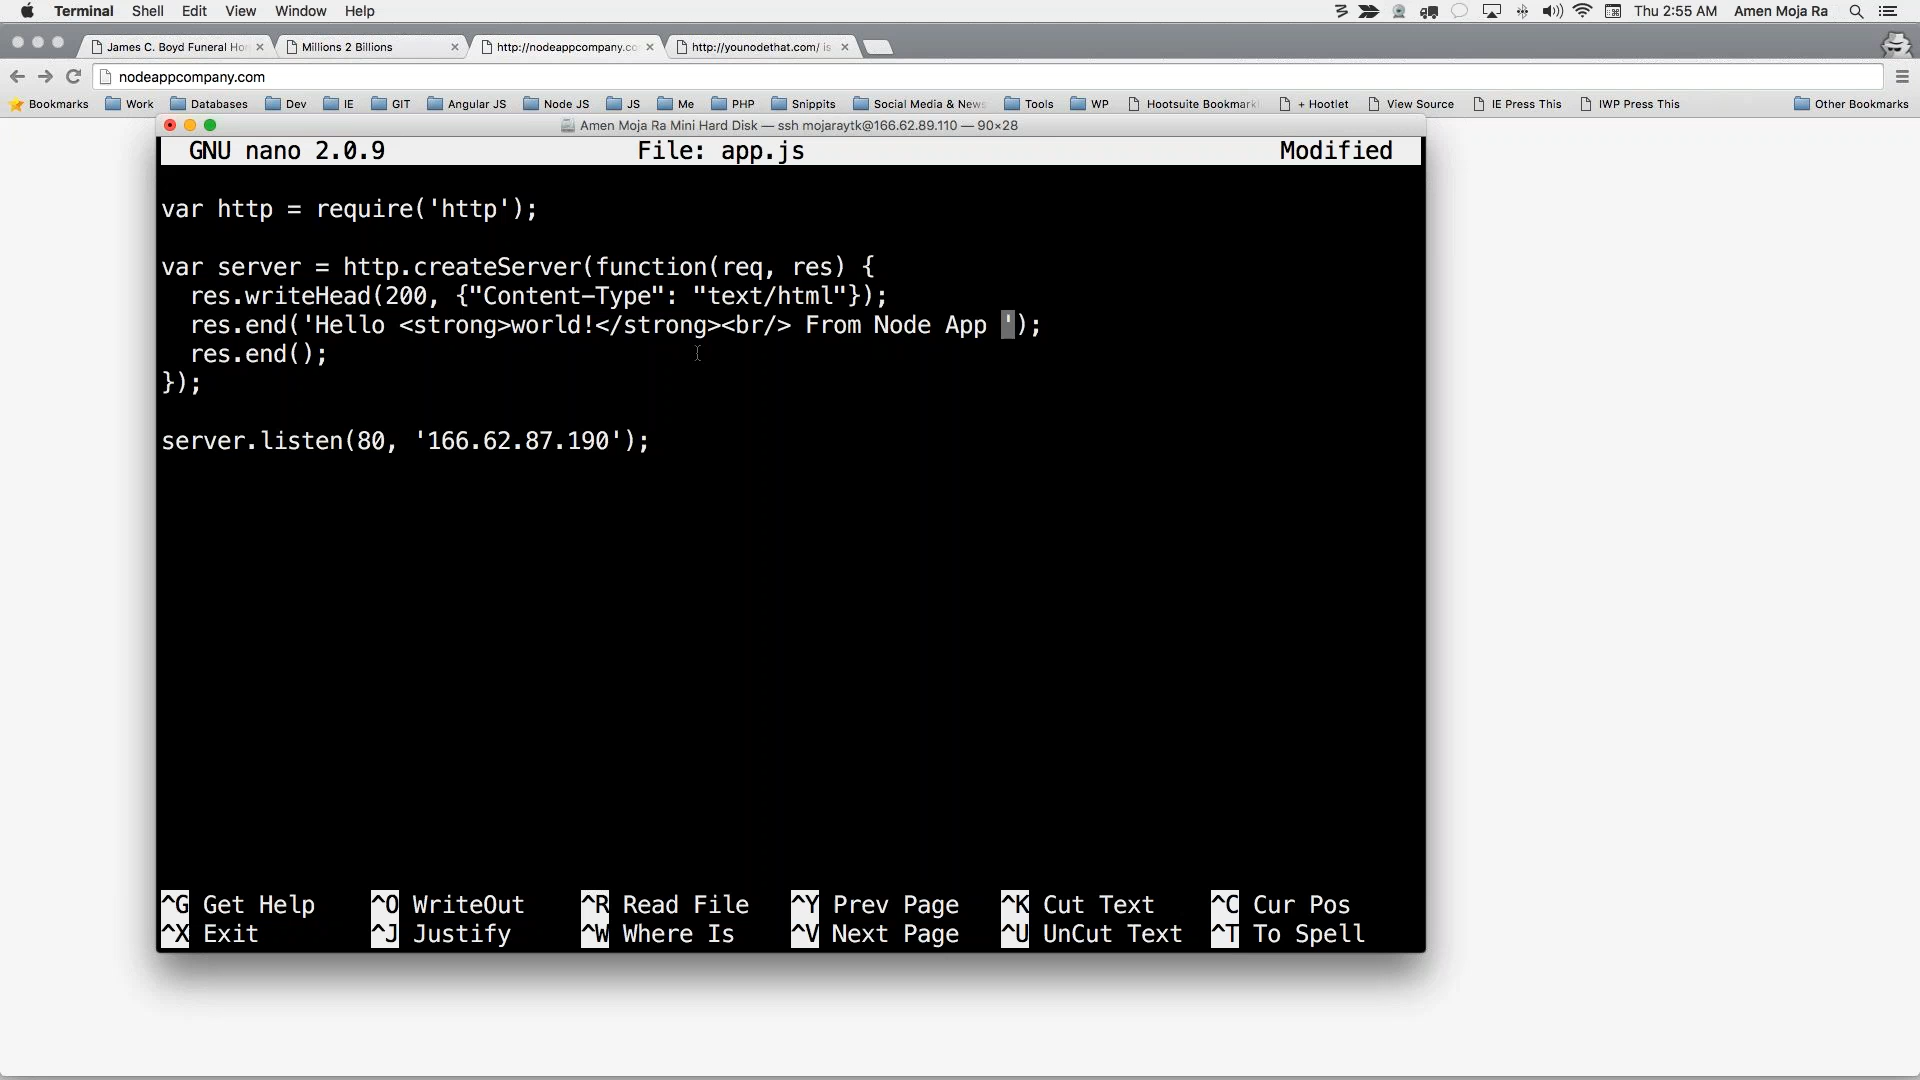 Terminal Shell Edit View Window Help Thu 2:55 AM Amen Moja Ra
James C. Boyd Funeral Hor Millions 2 Billions http://nodeappcompany.co http://younodethat.com/ is
nodeappcompany.com
Bookmarks Work Databases Dev IE GIT Angular JS Node JS JS Me PHP Snippits Social Media & News Tools WP Hootsuite Bookmark + Hootlet View Source IE Press This IWP Press This Other Bookmarks
Amen Moja Ra Mini Hard Disk — ssh mojaraytk@166.62.89.110 — 90×28
GNU nano 2.0.9 File: app.js Modified
var http = require('http');
var server = http.createServer(function(req, res) {
res.writeHead(200, {"Content-Type": "text/html"});
res.end('Hello <strong>world!</strong><br/> From Node App ');
res.end();
});
server.listen(80, '166.62.87.190');
^G Get Help ^O WriteOut ^R Read File ^Y Prev Page ^K Cut Text ^C Cur Pos
^X Exit ^J Justify ^W Where Is ^V Next Page ^U UnCut Text ^T To Spell